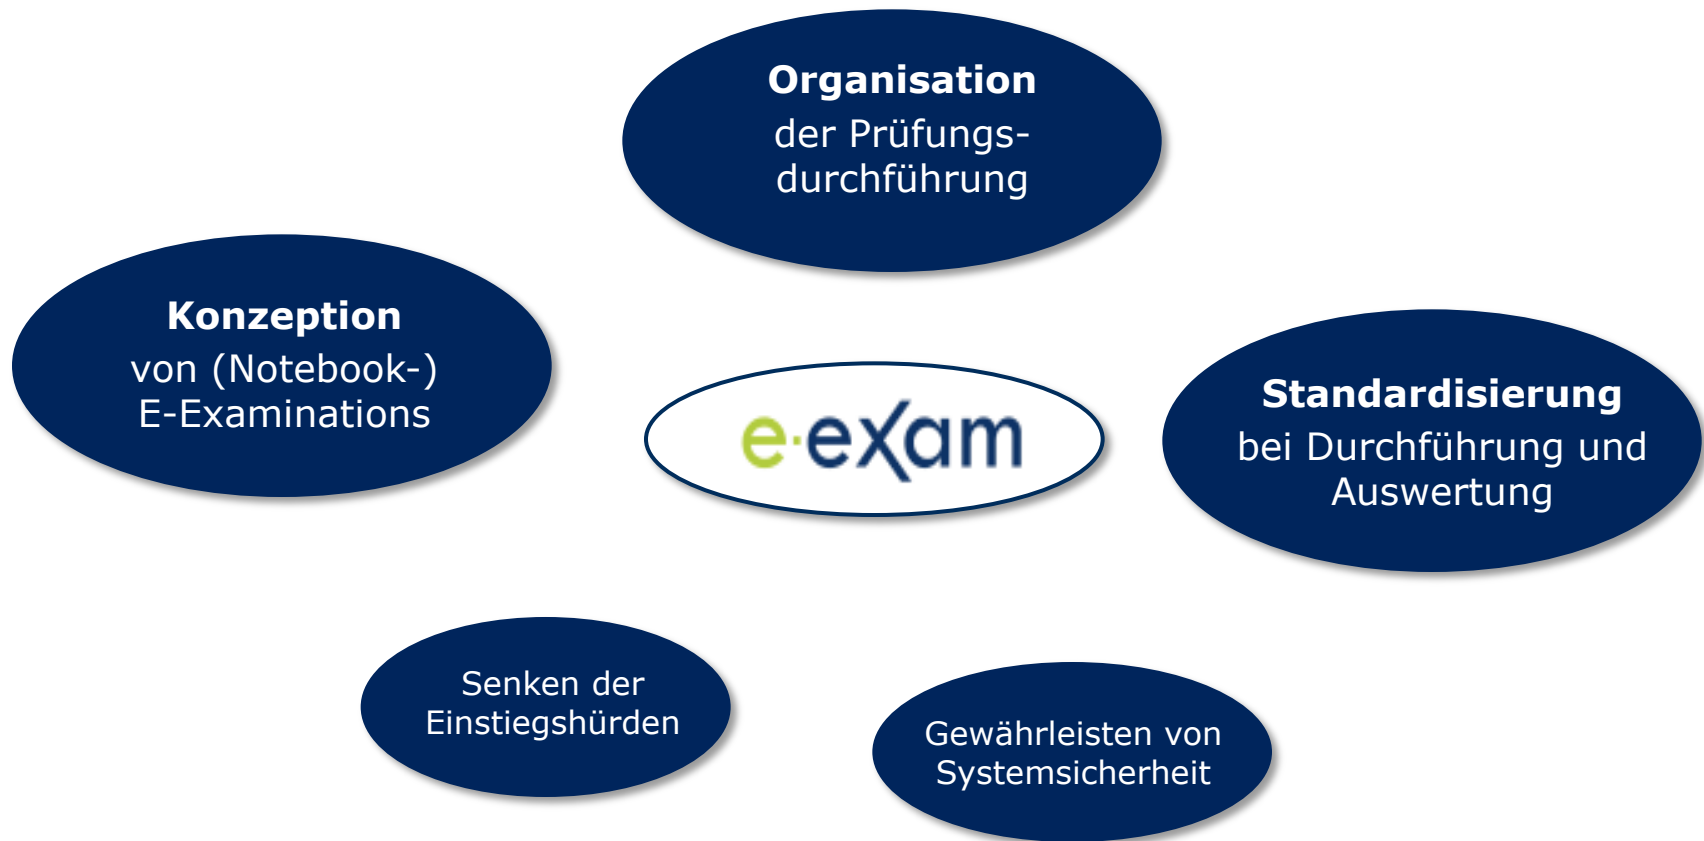 Organisation
der Prüfungs-
durchführung
Konzeption
von (Notebook-)
E-Examinations
e·exam
Standardisierung
bei Durchführung und
Auswertung
Senken der
Einstiegshürden
Gewährleisten von
Systemsicherheit